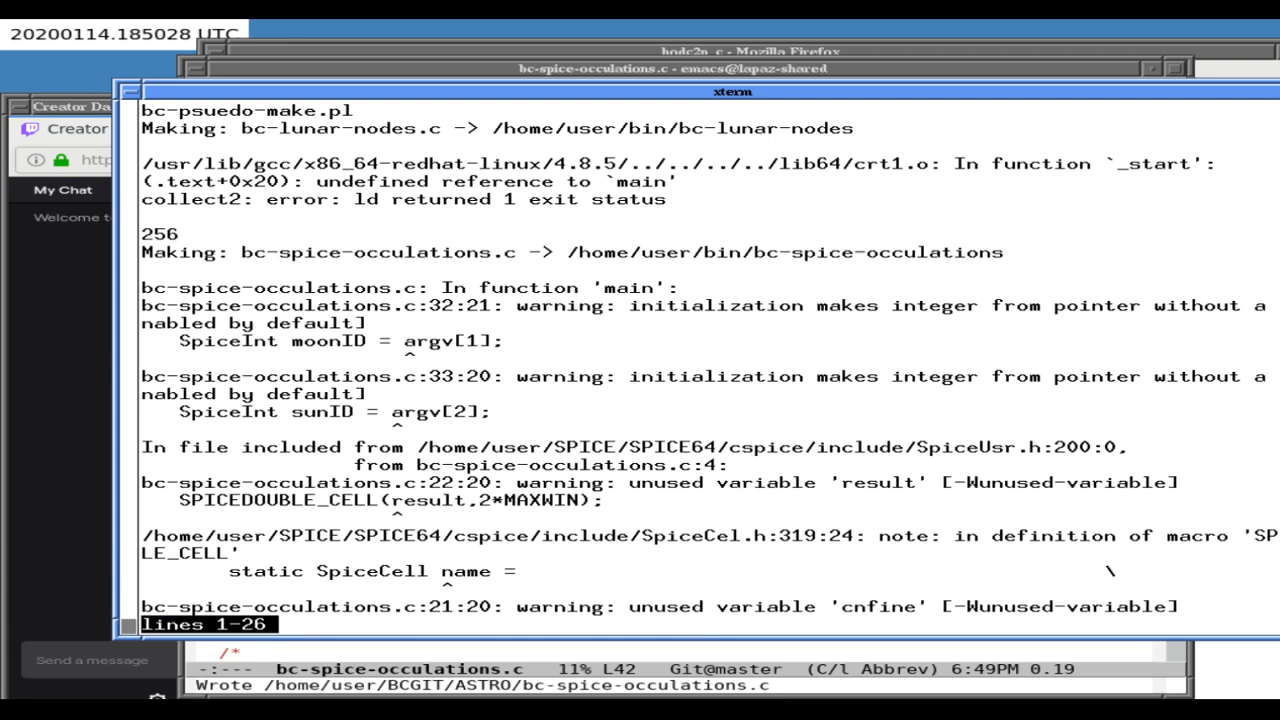 20200114.185028 UTC
bodc2n_c - Mozilla Firefox
bc-spice-occulations.c - emacs@lapaz-shared
xterm
Creator Da
Creator
http
My Chat
Welcome to
bc-psuedo-make.pl
Making: bc-lunar-nodes.c -> /home/user/bin/bc-lunar-nodes
/usr/lib/gcc/x86_64-redhat-linux/4.8.5/../../../../lib64/crt1.o: In function `_start':
(.text+0x20): undefined reference to `main'
collect2: error: ld returned 1 exit status
256
Making: bc-spice-occulations.c -> /home/user/bin/bc-spice-occulations
bc-spice-occulations.c: In function 'main':
bc-spice-occulations.c:32:21: warning: initialization makes integer from pointer without a
nabled by default]
SpiceInt moonID = argv[1];
^
bc-spice-occulations.c:33:20: warning: initialization makes integer from pointer without a
nabled by default]
SpiceInt sunID = argv[2];
^
In file included from /home/user/SPICE/SPICE64/cspice/include/SpiceUsr.h:200:0,
from bc-spice-occulations.c:4:
bc-spice-occulations.c:22:20: warning: unused variable 'result' [-Wunused-variable]
SPICEDOUBLE_CELL(result,2*MAXWIN);
^
/home/user/SPICE/SPICE64/cspice/include/SpiceCel.h:319:24: note: in definition of macro 'SP
LE_CELL'
static SpiceCell name = \
^
bc-spice-occulations.c:21:20: warning: unused variable 'cnfine' [-Wunused-variable]
lines 1-26
/*
Send a message
-:--- bc-spice-occulations.c 11% L42 Git@master (C/l Abbrev) 6:49PM 0.19
Wrote /home/user/BCGIT/ASTRO/bc-spice-occulations.c